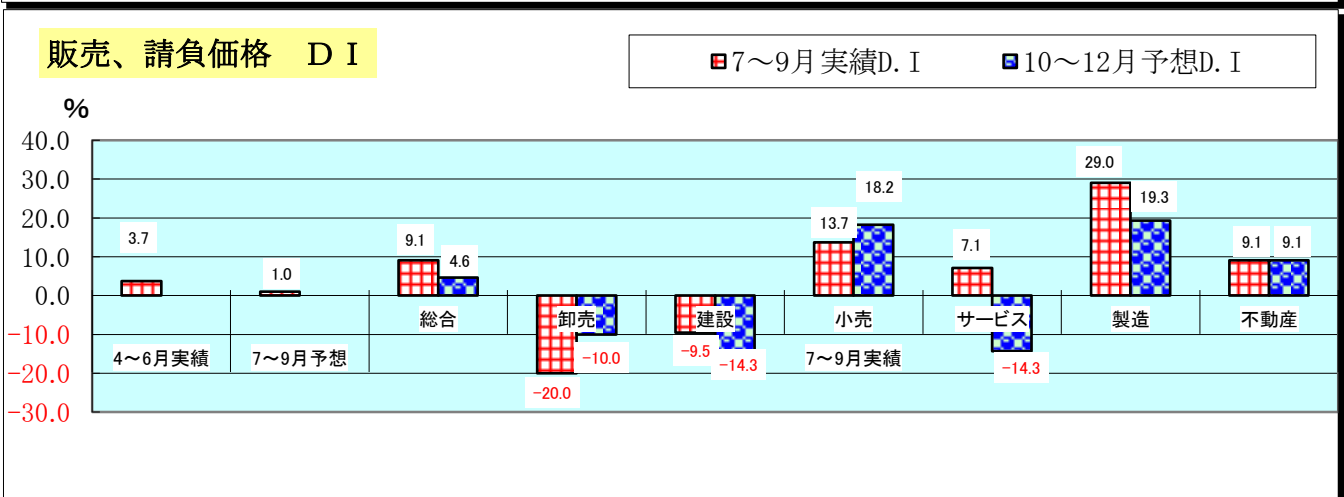 販売、請負価格　ＤＩ
7～9月実績D.I
10～12月予想D.I
%
40.0
30.0
20.0
10.0
0.0
-10.0
-20.0
-30.0
3.7
1.0
9.1
4.6
-20.0
-10.0
-9.5
-14.3
13.7
18.2
7.1
-14.3
29.0
19.3
9.1
9.1
総合
卸売
建設
小売
サービス
製造
不動産
4～6月実績
7～9月予想
7～9月実績